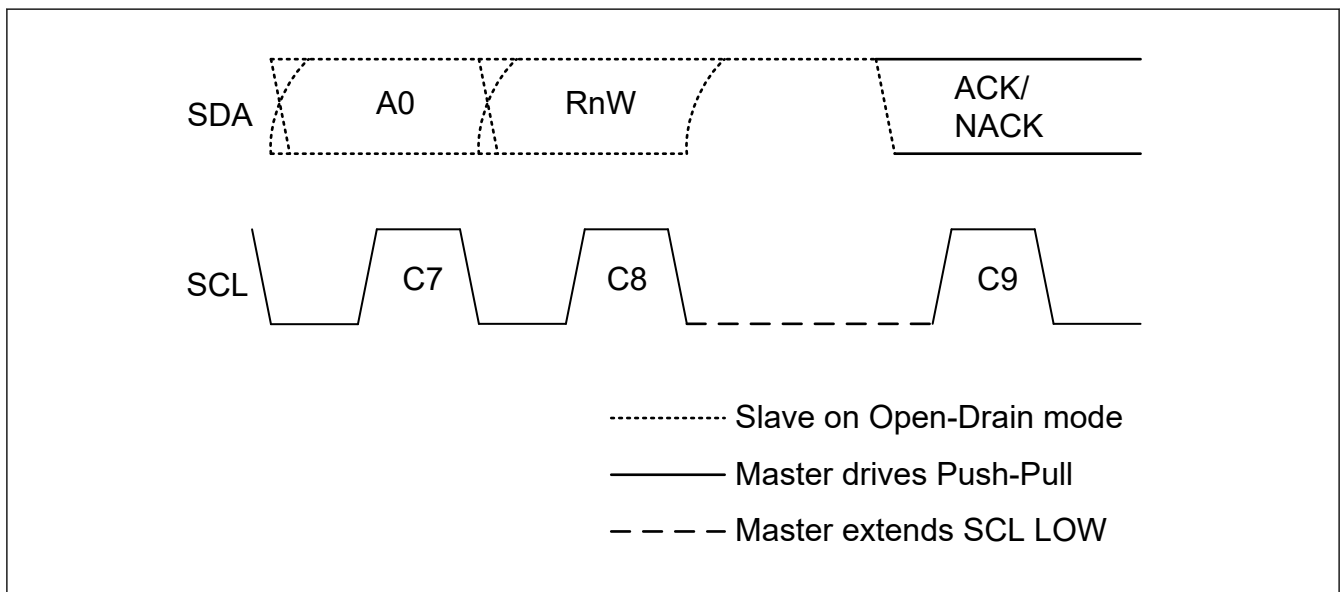 SDA
A0
RnW
ACK/
NACK
SCL
C7
C8
C9
Slave on Open-Drain mode
Master drives Push-Pull
Master extends SCL LOW